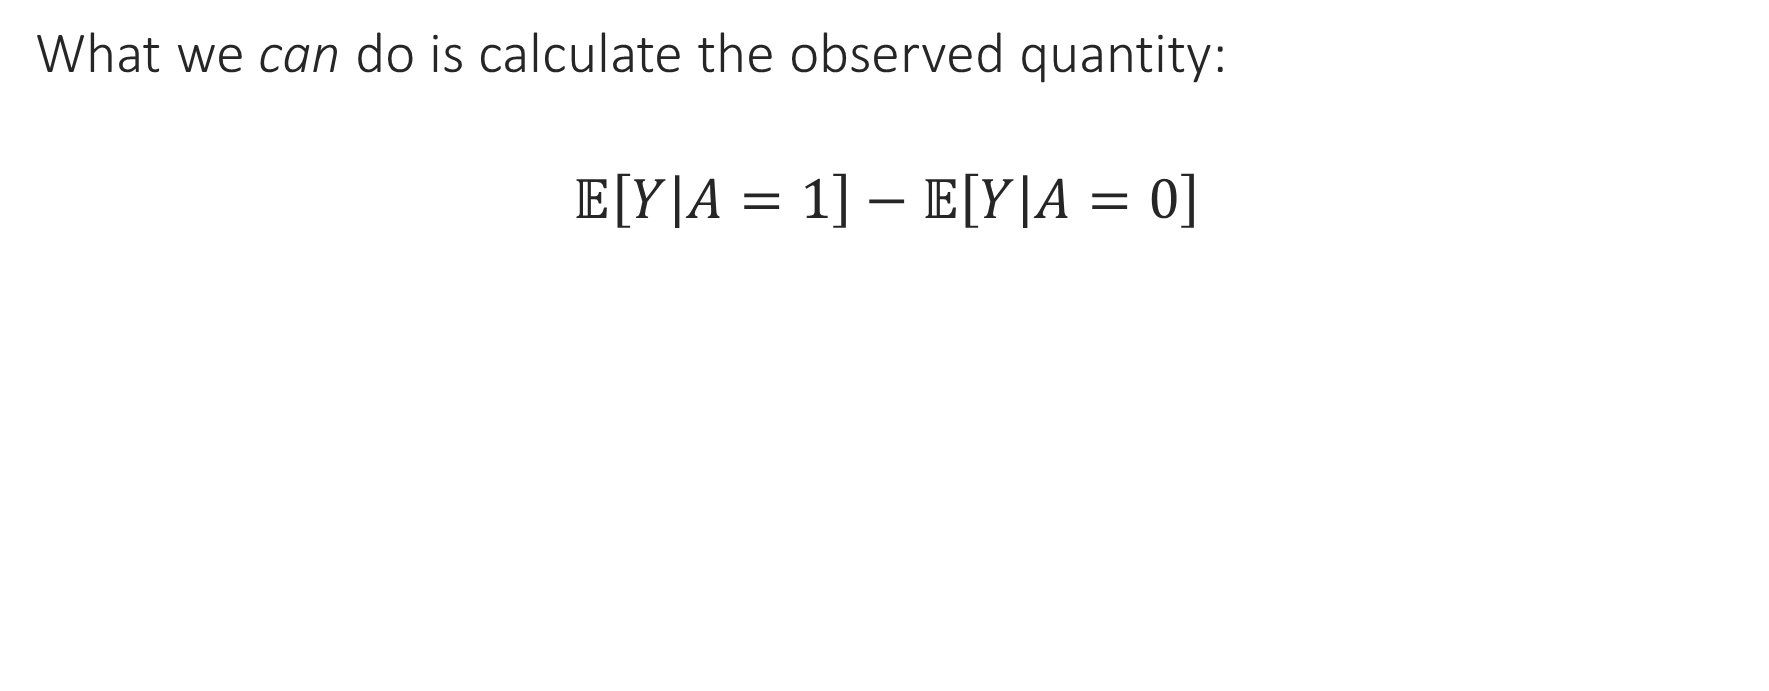 What we can do is calculate the observed quantity:
𝔼[Y|A = 1] − 𝔼[Y|A = 0]